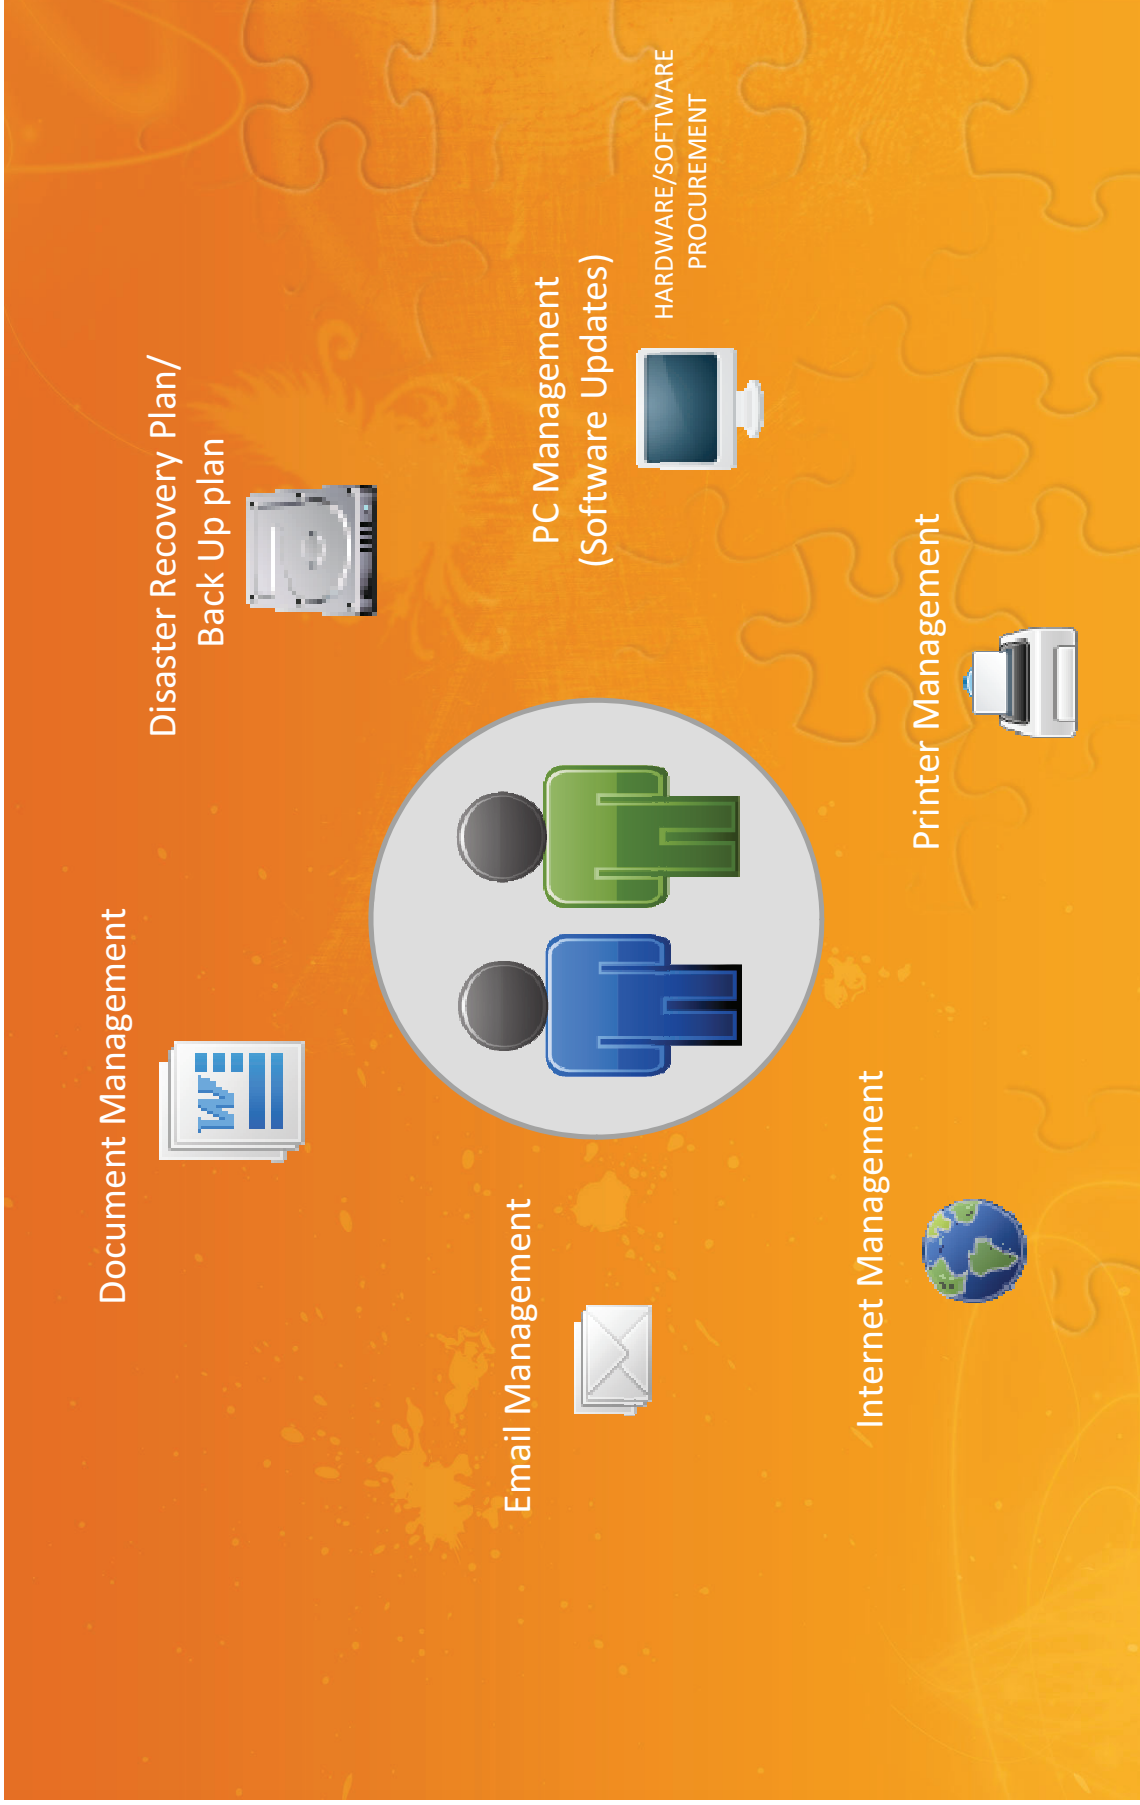 Document Management
Disaster Recovery Plan/
Back Up plan
Email Management
PC Management
(Software Updates)
HARDWARE/SOFTWARE
PROCUREMENT
Internet Management
Printer Management
W